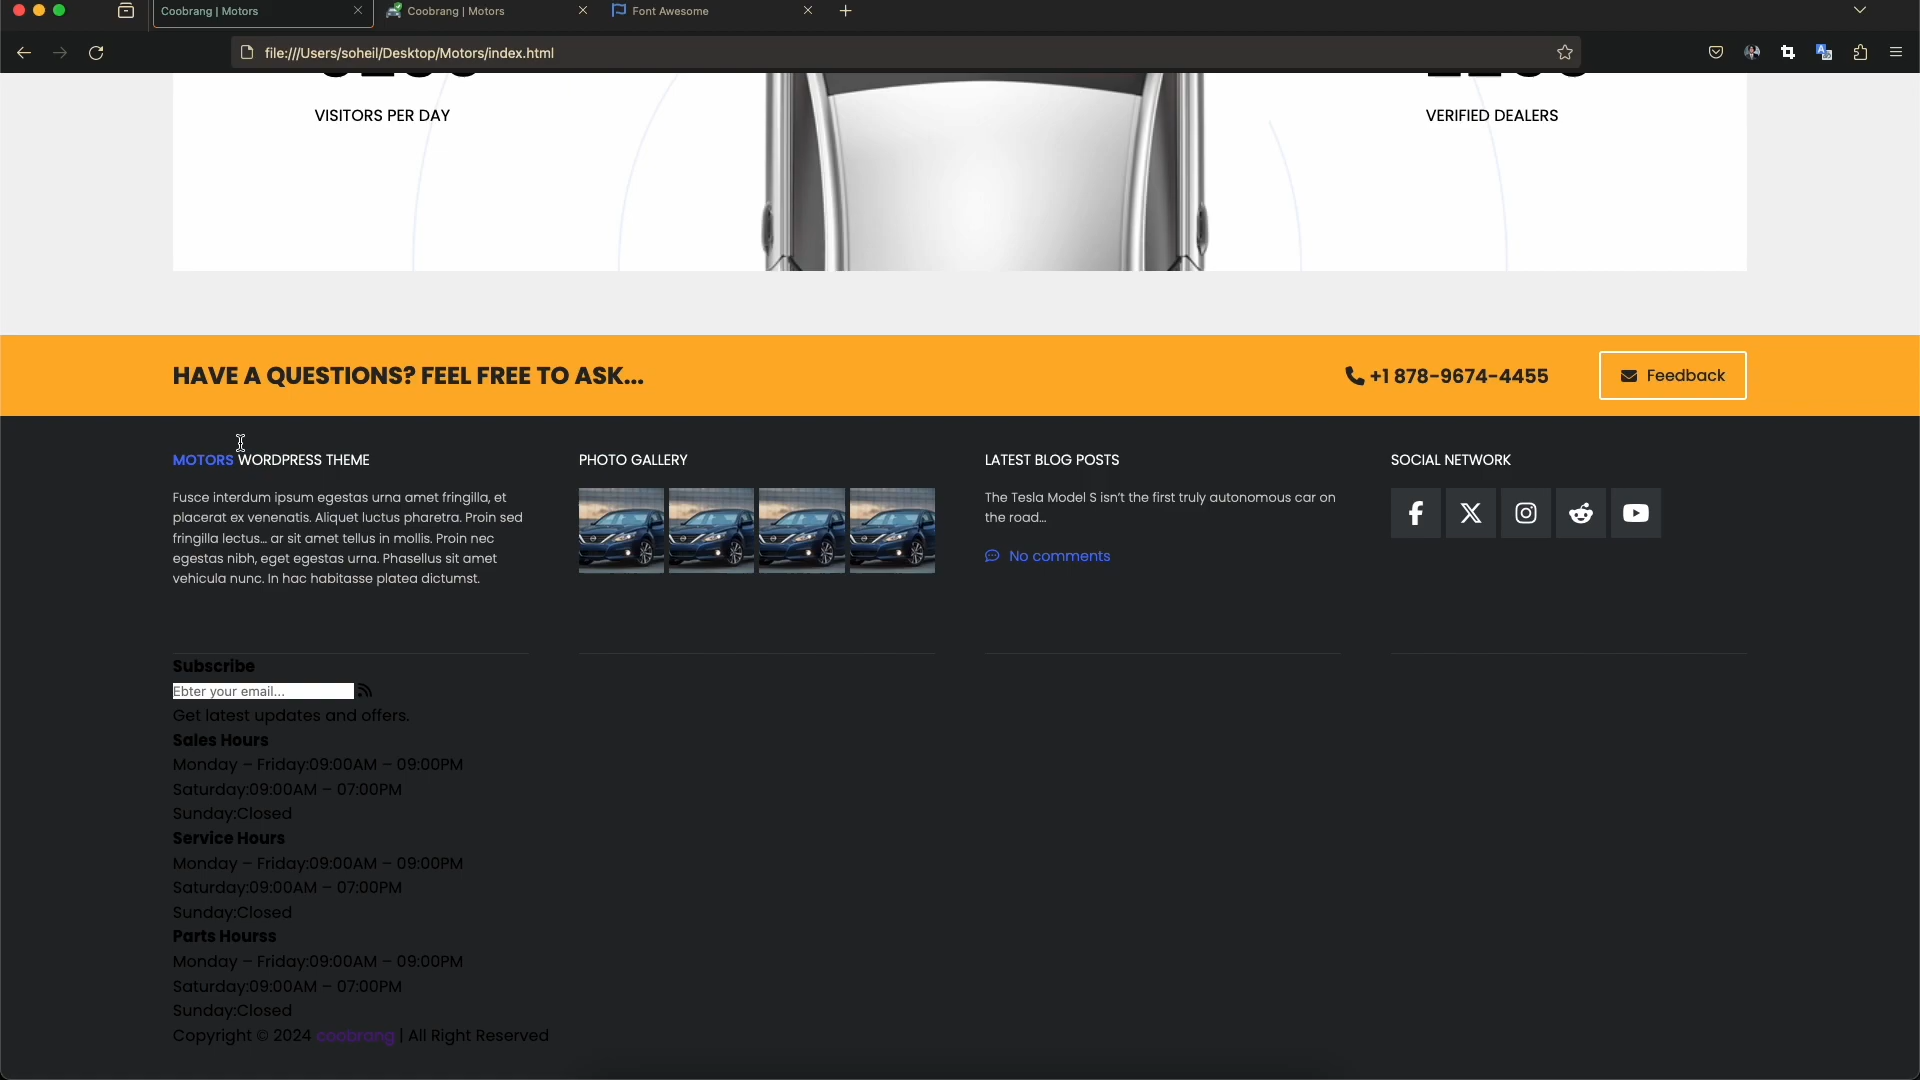 Coobrang | Motors
Coobrang | Motors
Font Awesome
file:///Users/soheil/Desktop/Motors/index.html
VISITORS PER DAY
VERIFIED DEALERS
HAVE A QUESTIONS? FEEL FREE TO ASK...
+1 878-9674-4455
Feedback
MOTORS WORDPRESS THEME
Fusce interdum ipsum egestas urna amet fringilla, et
placerat ex venenatis. Aliquet luctus pharetra. Proin sed
fringilla lectus... ar sit amet tellus in mollis. Proin nec
egestas nibh, eget egestas urna. Phasellus sit amet
vehicula nunc. In hac habitasse platea dictumst.
PHOTO GALLERY
LATEST BLOG POSTS
The Tesla Model S isn't the first truly autonomous car on
the road...
No comments
SOCIAL NETWORK
Subscribe
Ebter your email...
Get latest updates and offers.
Sales Hours
Monday – Friday:09:00AM – 09:00PM
Saturday:09:00AM – 07:00PM
Sunday:Closed
Service Hours
Monday – Friday:09:00AM – 09:00PM
Saturday:09:00AM – 07:00PM
Sunday:Closed
Parts Hourss
Monday – Friday:09:00AM – 09:00PM
Saturday:09:00AM – 07:00PM
Sunday:Closed
Copyright © 2024 coobrang | All Right Reserved